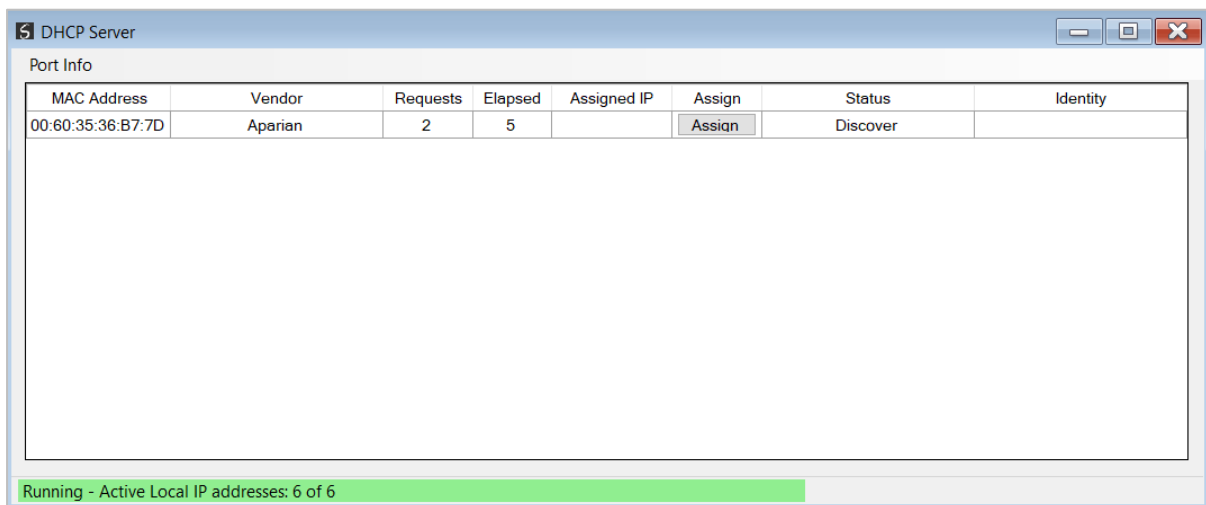 DHCP Server
Port Info
MAC Address Vendor Requests Elapsed Assigned IP Assign Status Identity
00:60:35:36:B7:7D Aparian 2 5 Assign Discover
Running - Active Local IP addresses: 6 of 6